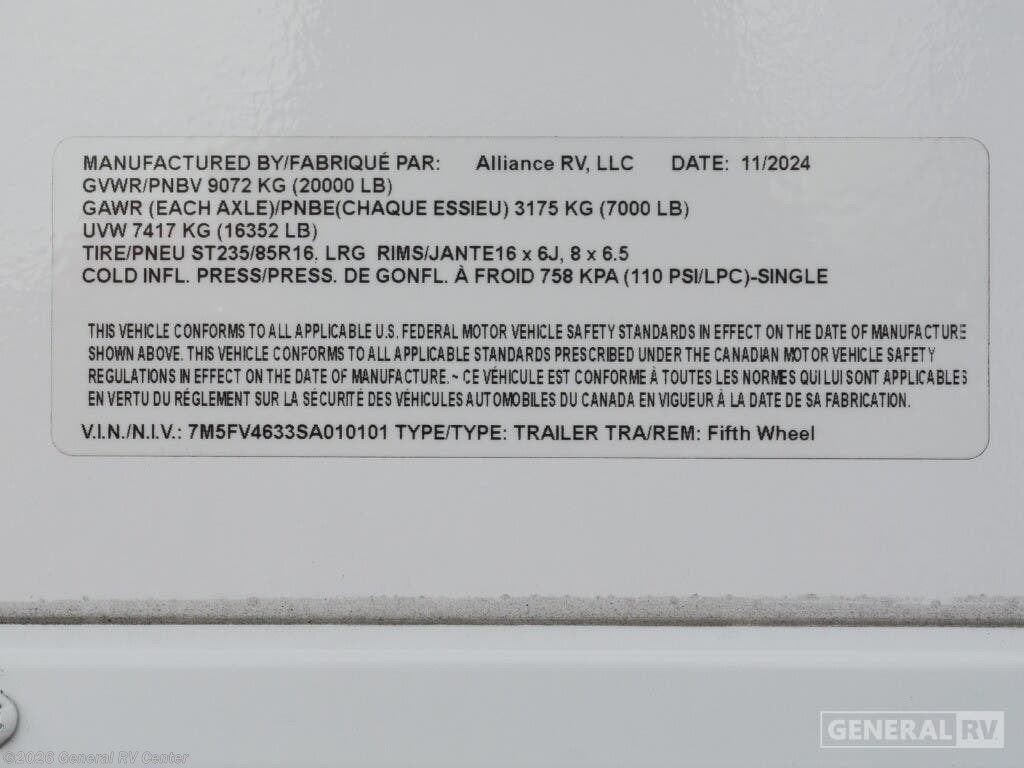 MANUFACTURED BY/FABRIQUÉ PAR: Alliance RV, LLC DATE: 11/2024
GVWR/PNBV 9072 KG (20000 LB)
GAWR (EACH AXLE)/PNBE(CHAQUE ESSIEU) 3175 KG (7000 LB)
UVW 7417 KG (16352 LB)
TIRE/PNEU ST235/85R16. LRG RIMS/JANTE16 x 6J, 8 x 6.5
COLD INFL. PRESS/PRESS. DE GONFL. À FROID 758 KPA (110 PSI/LPC)-SINGLE
THIS VEHICLE CONFORMS TO ALL APPLICABLE U.S. FEDERAL MOTOR VEHICLE SAFETY STANDARDS IN EFFECT ON THE DATE OF MANUFACTURE
SHOWN ABOVE. THIS VEHICLE CONFORMS TO ALL APPLICABLE STANDARDS PRESCRIBED UNDER THE CANADIAN MOTOR VEHICLE SAFETY
REGULATIONS IN EFFECT ON THE DATE OF MANUFACTURE.~ CE VÉHICULE EST CONFORME À TOUTES LES NORMES QUI LUI SONT APPLICABLES
EN VERTU DU RÉGLEMENT SUR LA SÉCURITÉ DES VÉHICULES AUTOMOBILES DU CANADA EN VIGUEUR À LA DATE DE SA FABRICATION.
V.I.N./N.I.V.: 7M5FV4633SA010101 TYPE/TYPE: TRAILER TRA/REM: Fifth Wheel
GENERAL RV
©2026 General RV Center